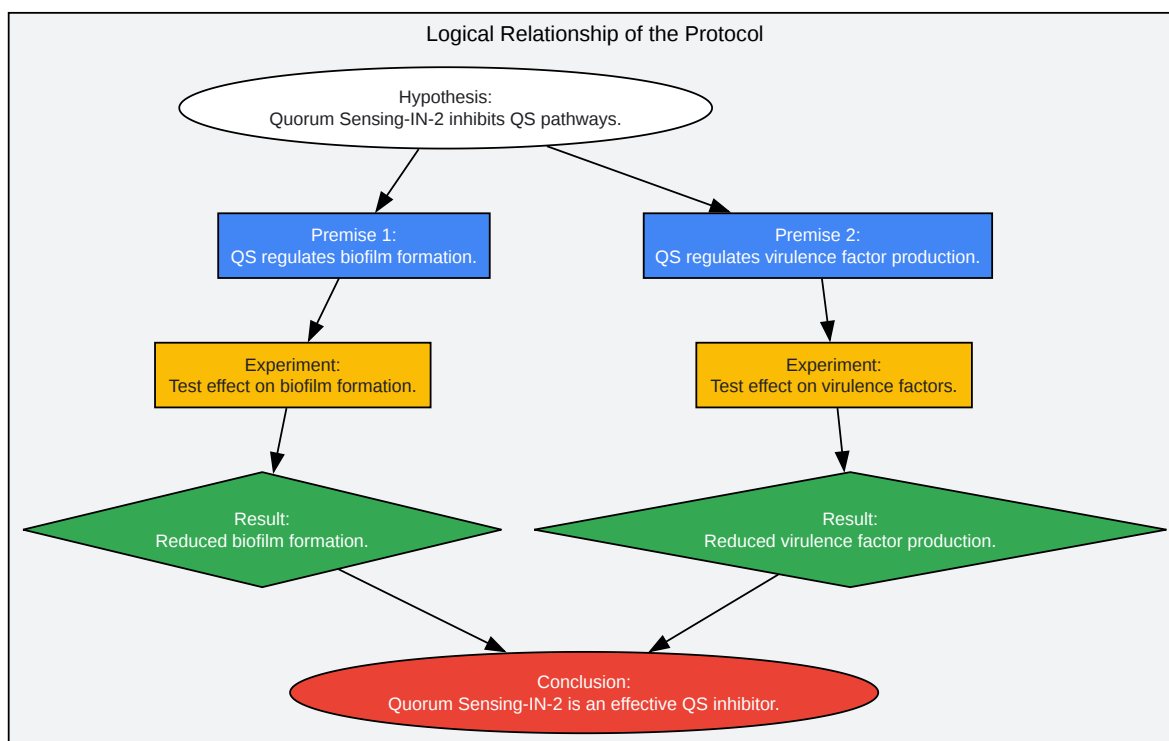 Logical Relationship of the Protocol
Hypothesis:
Quorum Sensing-IN-2 inhibits QS pathways.
Premise 1:
QS regulates biofilm formation.
Premise 2:
QS regulates virulence factor production.
Experiment:
Test effect on biofilm formation.
Experiment:
Test effect on virulence factors.
Result:
Reduced biofilm formation.
Result:
Reduced virulence factor production.
Conclusion:
Quorum Sensing-IN-2 is an effective QS inhibitor.